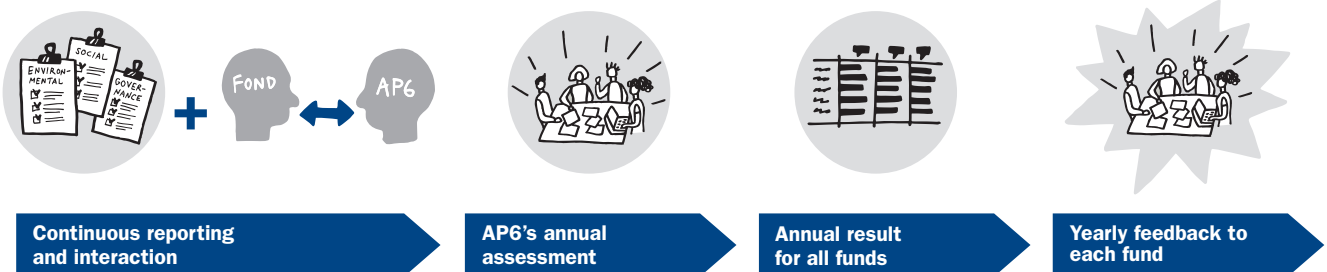 ENVIRON-
MENTAL
SOCIAL
GOVER-
NANCE
FOND
AP6
Continuous reporting
and interaction
AP6's annual
assessment
Annual result
for all funds
Yearly feedback to
each fund